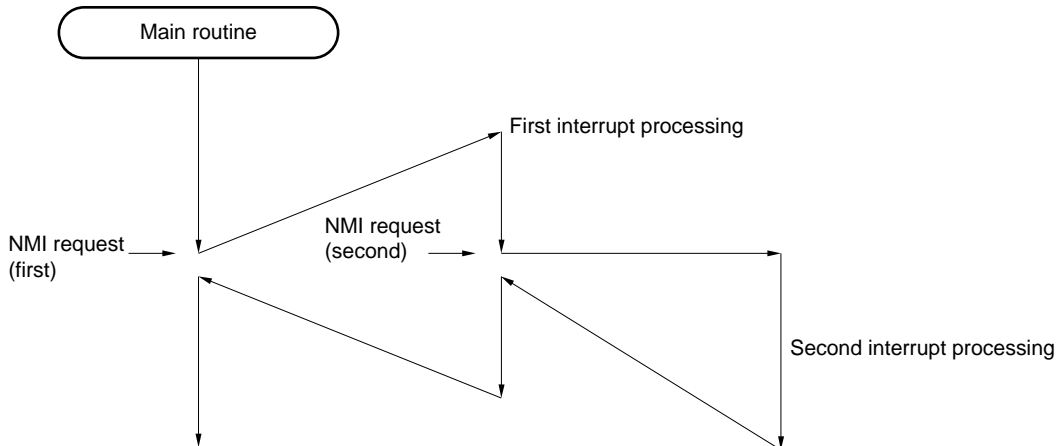 Main routine
First interrupt processing
NMI request
(first)
NMI request
(second)
Second interrupt processing